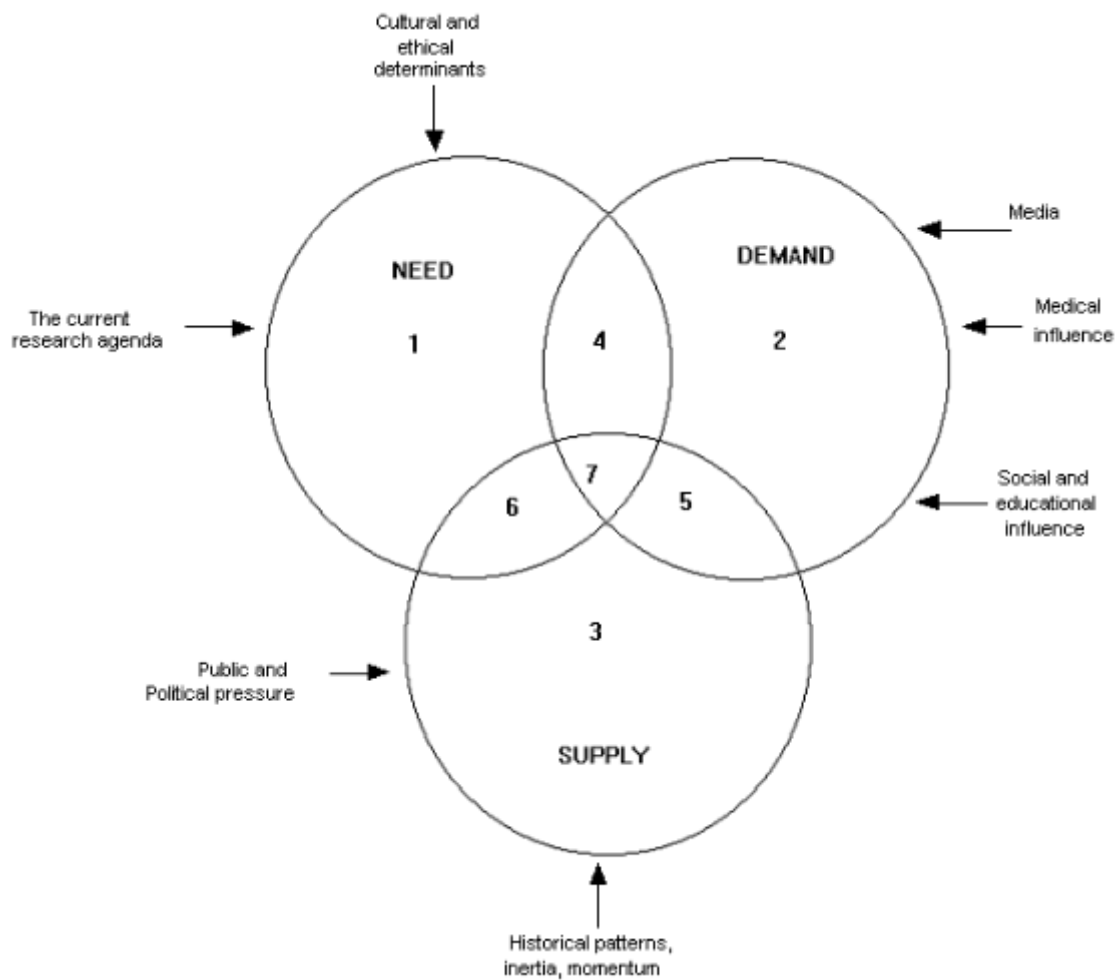 Cultural and
ethical
determinants
Media
NEED
DEMAND
The current
research agenda
Medical
influence
1
4
2
7
6
5
Social and
educational
influence
3
Public and
Political pressure
SUPPLY
Historical patterns,
inertia, momentum